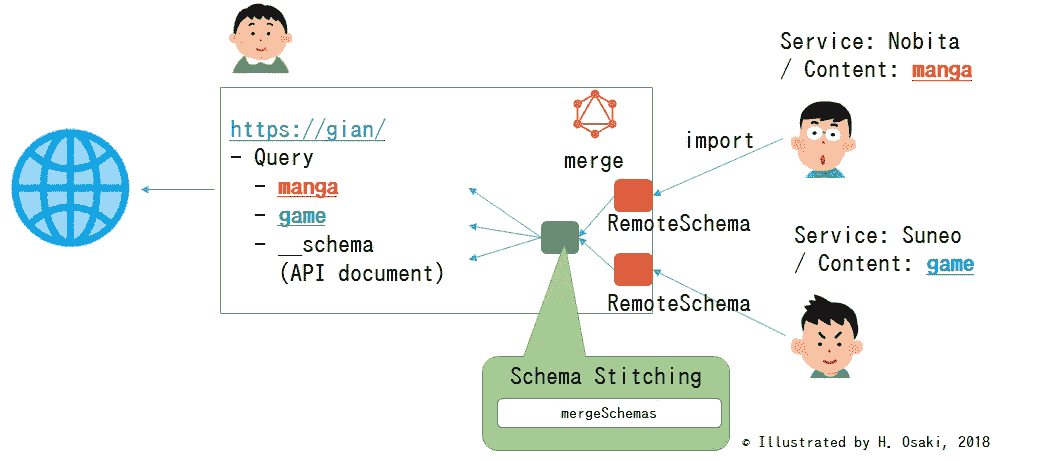 Service: Nobita
/ Content: manga
https://gian/
- Query
- manga
- game
- __schema
(API document)
merge
import
RemoteSchema
RemoteSchema
Service: Suneo
/ Content: game
Schema Stitching
mergeSchemas
© Illustrated by H. Osaki, 2018